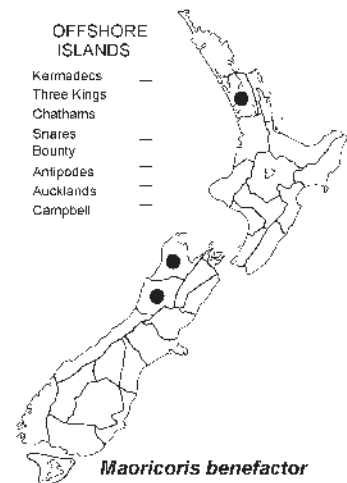 OFFSHORE
ISLANDS
Kermadecs —
Three Kings
Chathams
Snares —
Bounty
Antipodes —
Aucklands —
Campbell —
Maoricoris benefactor